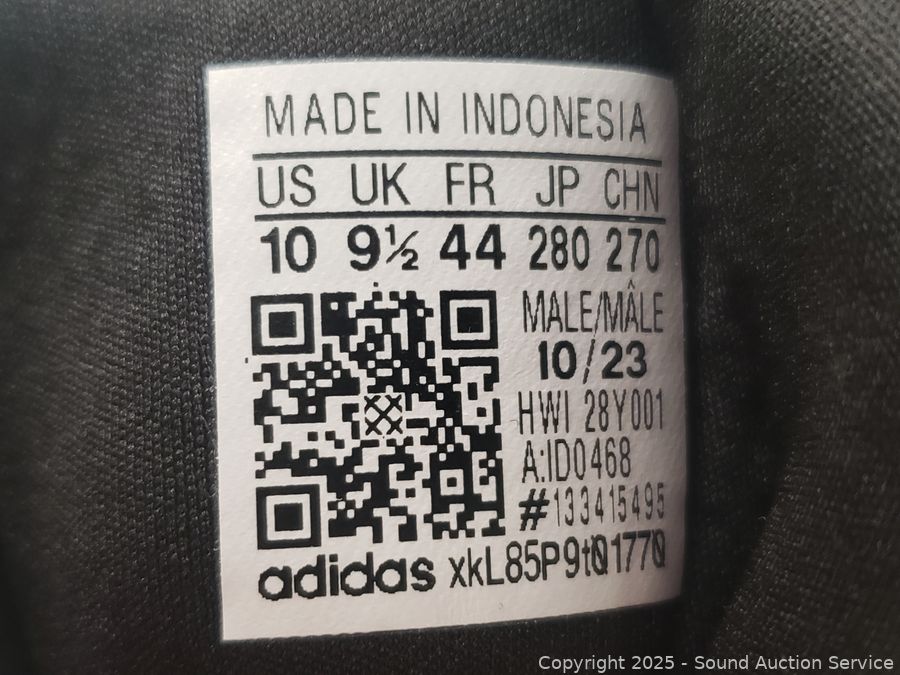 MADE IN INDONESIA
US UK FR JP CHN
10 9½ 44 280 270
MALE/MÂLE
10/23
HWI 28Y001
A:ID0468
#133415495
adidas xkL85P9t01770
Copyright 2025 - Sound Auction Service